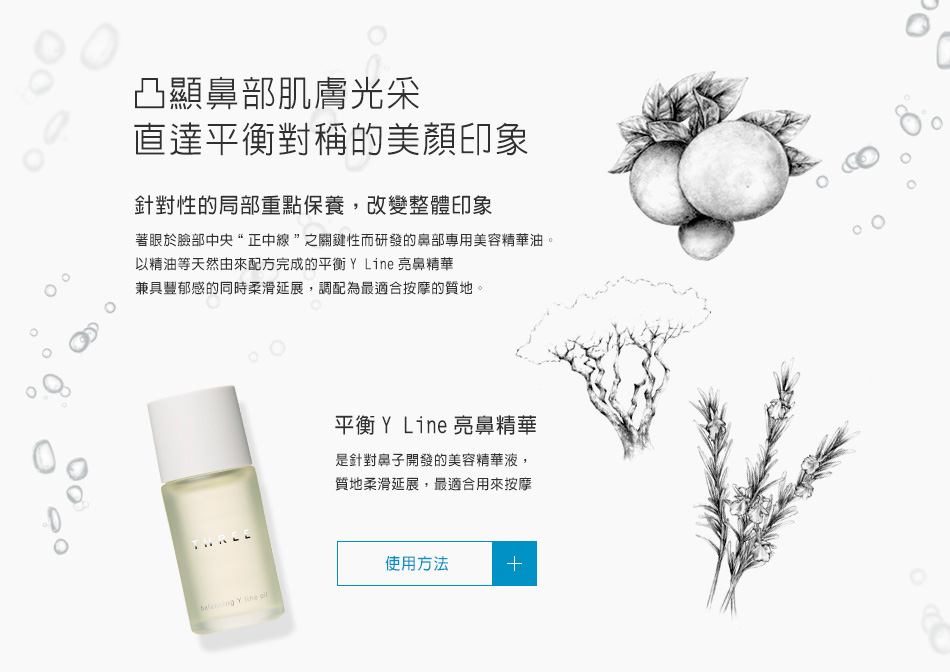 凸顯鼻部肌膚光采
直達平衡對稱的美顏印象
針對性的局部重點保養，改變整體印象
著眼於臉部中央“正中線”之關鍵性而研發的鼻部專用美容精華油。
以精油等天然由來配方完成的平衡 Y Line 亮鼻精華
兼具豐郁感的同時柔滑延展，調配為最適合按摩的質地。
平衡 Y Line 亮鼻精華
是針對鼻子開發的美容精華液，
質地柔滑延展，最適合用來按摩
THREE
balancing Y line oil
使用方法 +